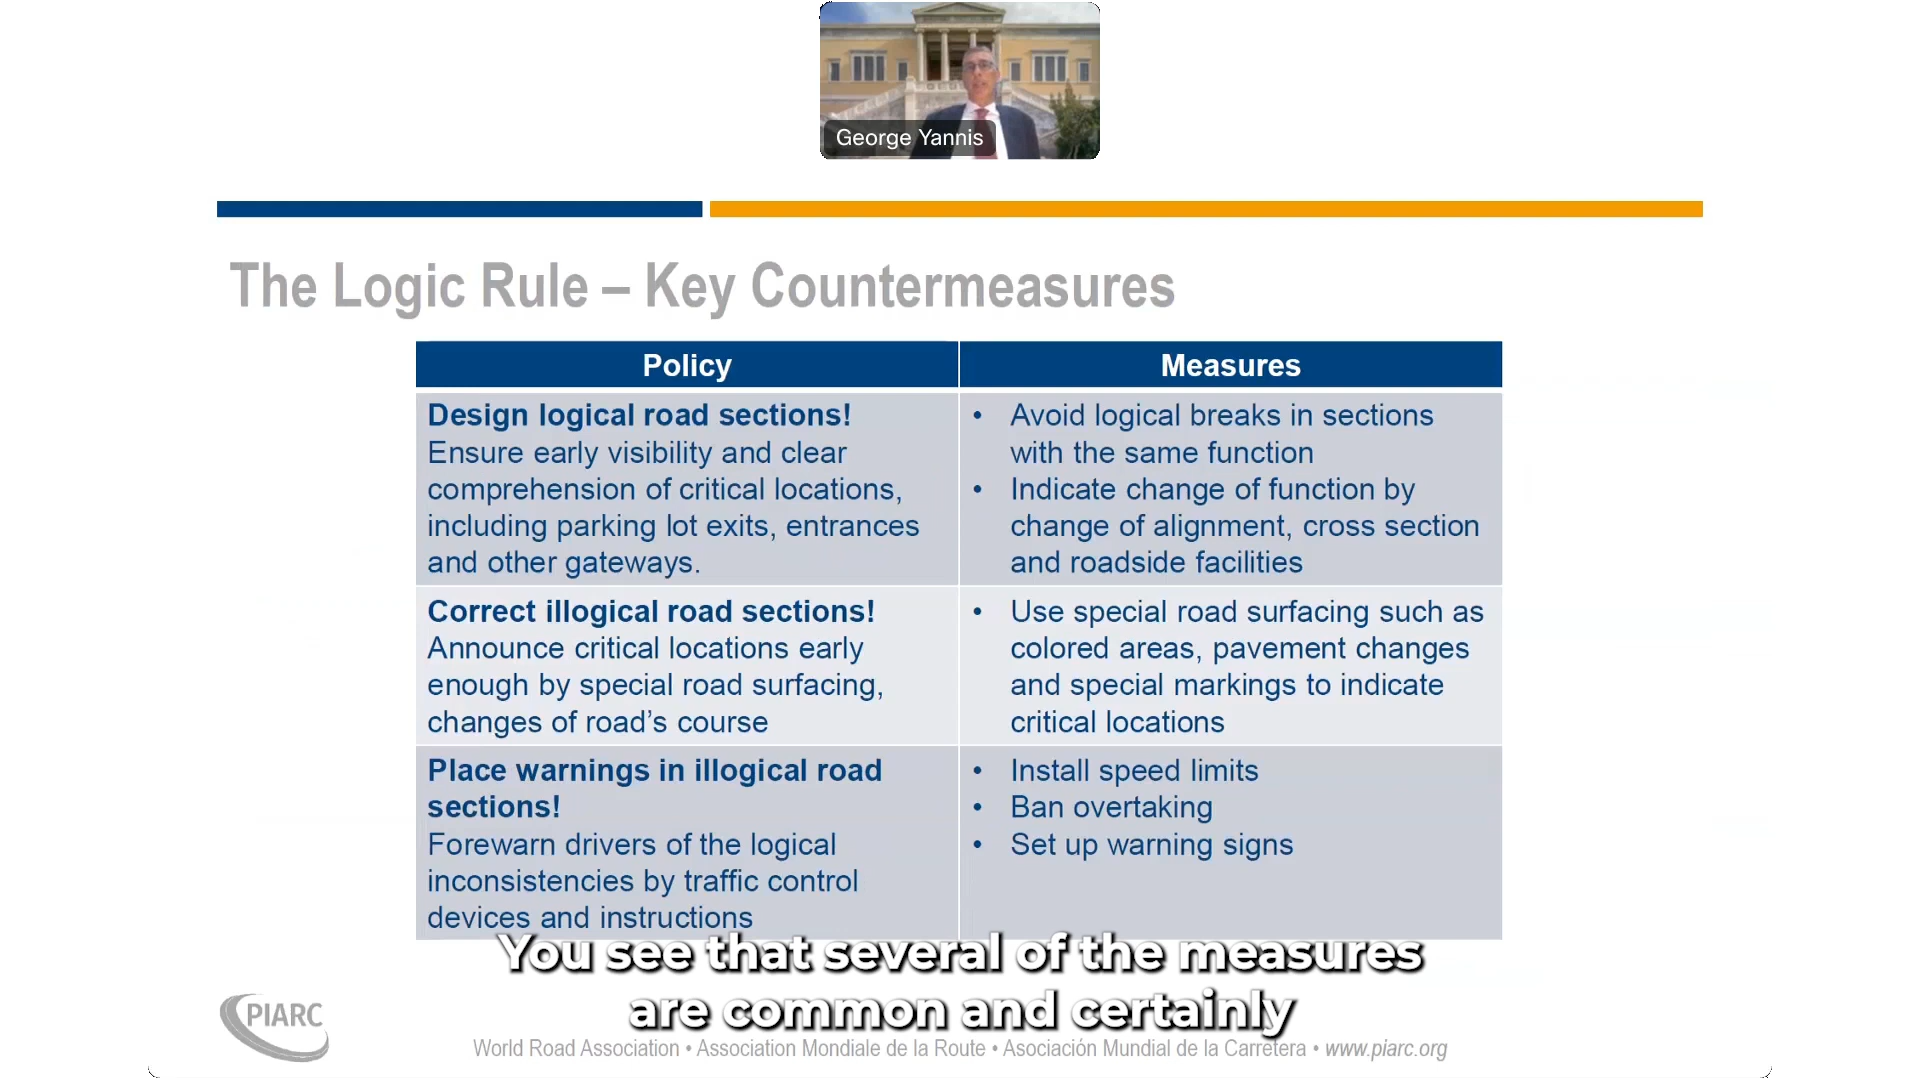 George Yannis
The Logic Rule – Key Countermeasures
Policy
Measures
Design logical road sections!
Ensure early visibility and clear
comprehension of critical locations,
including parking lot exits, entrances
and other gateways.
• Avoid logical breaks in sections
with the same function
• Indicate change of function by
change of alignment, cross section
and roadside facilities
Correct illogical road sections!
Announce critical locations early
enough by special road surfacing,
changes of road’s course
• Use special road surfacing such as
colored areas, pavement changes
and special markings to indicate
critical locations
Place warnings in illogical road
sections!
Forewarn drivers of the logical
inconsistencies by traffic control
devices and instructions
• Install speed limits
• Ban overtaking
• Set up warning signs
You see that several of the measures
are common and certainly
PIARC
World Road Association • Association Mondiale de la Route • Asociación Mundial de la Carretera • www.piarc.org